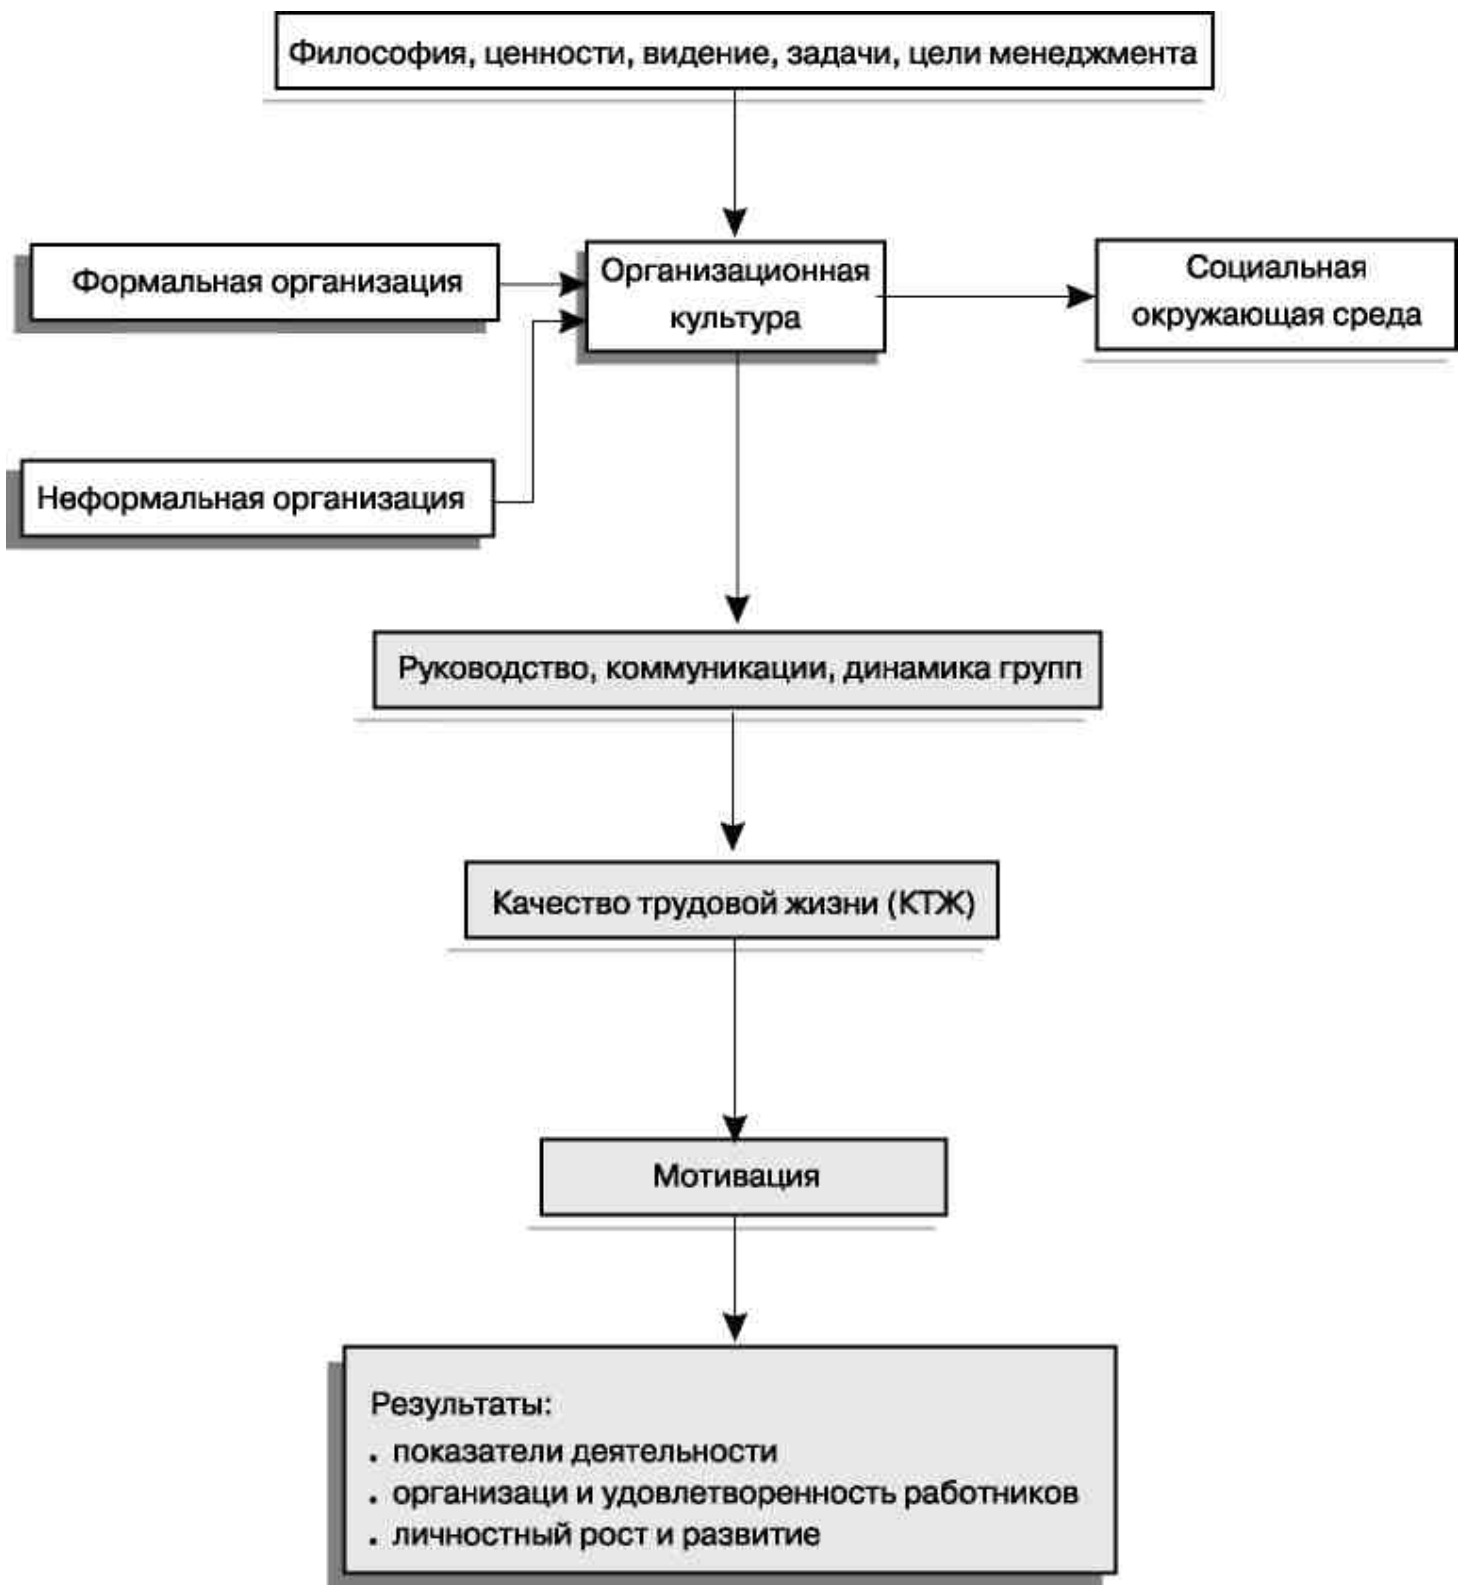 Философия, ценности, видение, задачи, цели менеджмента
Формальная организация
Организационная
культура
Социальная
окружающая среда
Неформальная организация
Руководство, коммуникации, динамика групп
Качество трудовой жизни (КТЖ)
Мотивация
Результаты:
. показатели деятельности
. организаци и удовлетворенность работников
. личностный рост и развитие